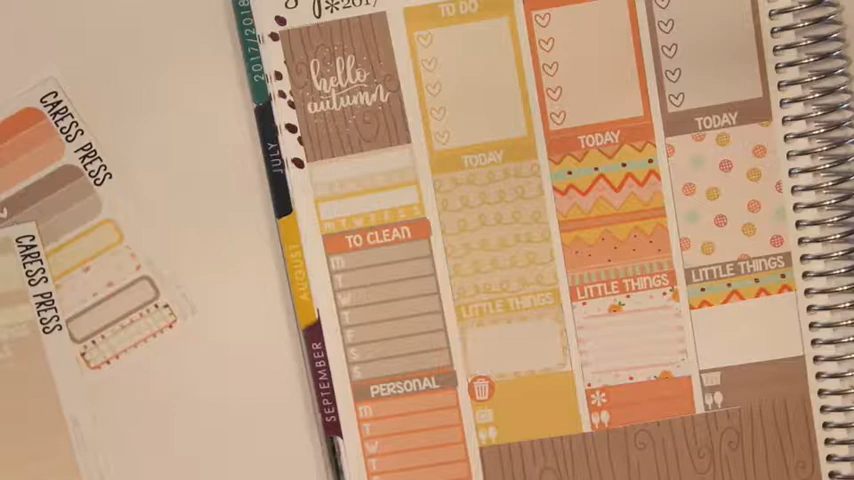 2017
TO DO
hello
autumn
TODAY
TODAY
TODAY
M T W T F S S
TO CLEAN
M
T
W
T
F
S
S
LITTLE THINGS
LITTLE THINGS
LITTLE THINGS
PERSONAL
M
T
W
T
CARESS PRESS
CARESS PRESS
2017/2018
JULY
AUGUST
SEPTEMBER